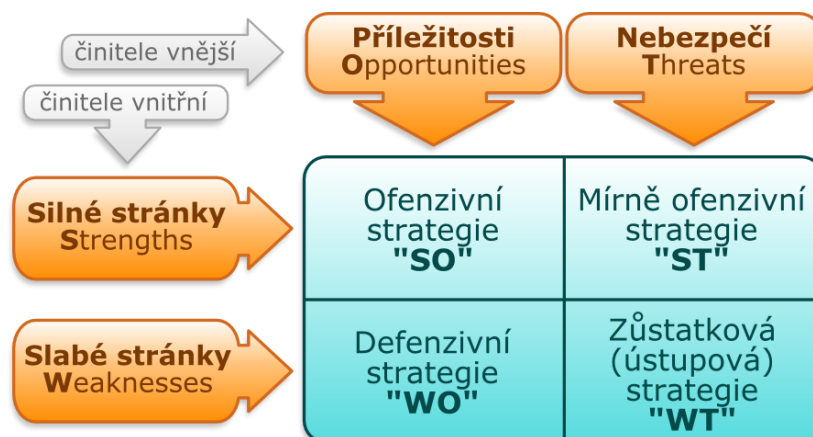 činitele vnější
Příležitosti
Opportunities
Nebezpečí
Threats
činitele vnitřní
Silné stránky
Strengths
Ofenzivní
strategie
"SO"
Mírně ofenzivní
strategie
"ST"
Slabé stránky
Weaknesses
Defenzivní
strategie
"WO"
Zůstatková
(ústupová)
strategie
"WT"